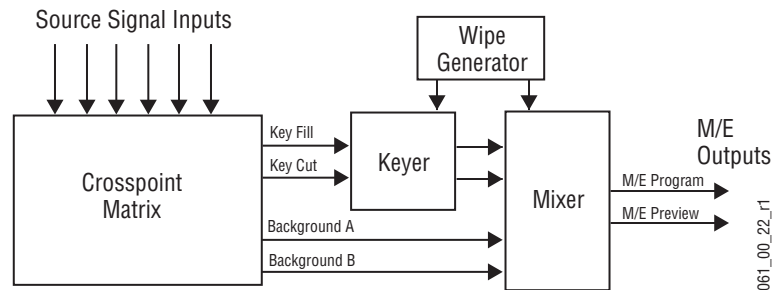 Source Signal Inputs
Wipe
Generator
Key Fill
Key Cut
Keyer
Crosspoint
Matrix
Background A
Background B
Mixer
M/E
Outputs
M/E Program
M/E Preview
061_00_22_r1